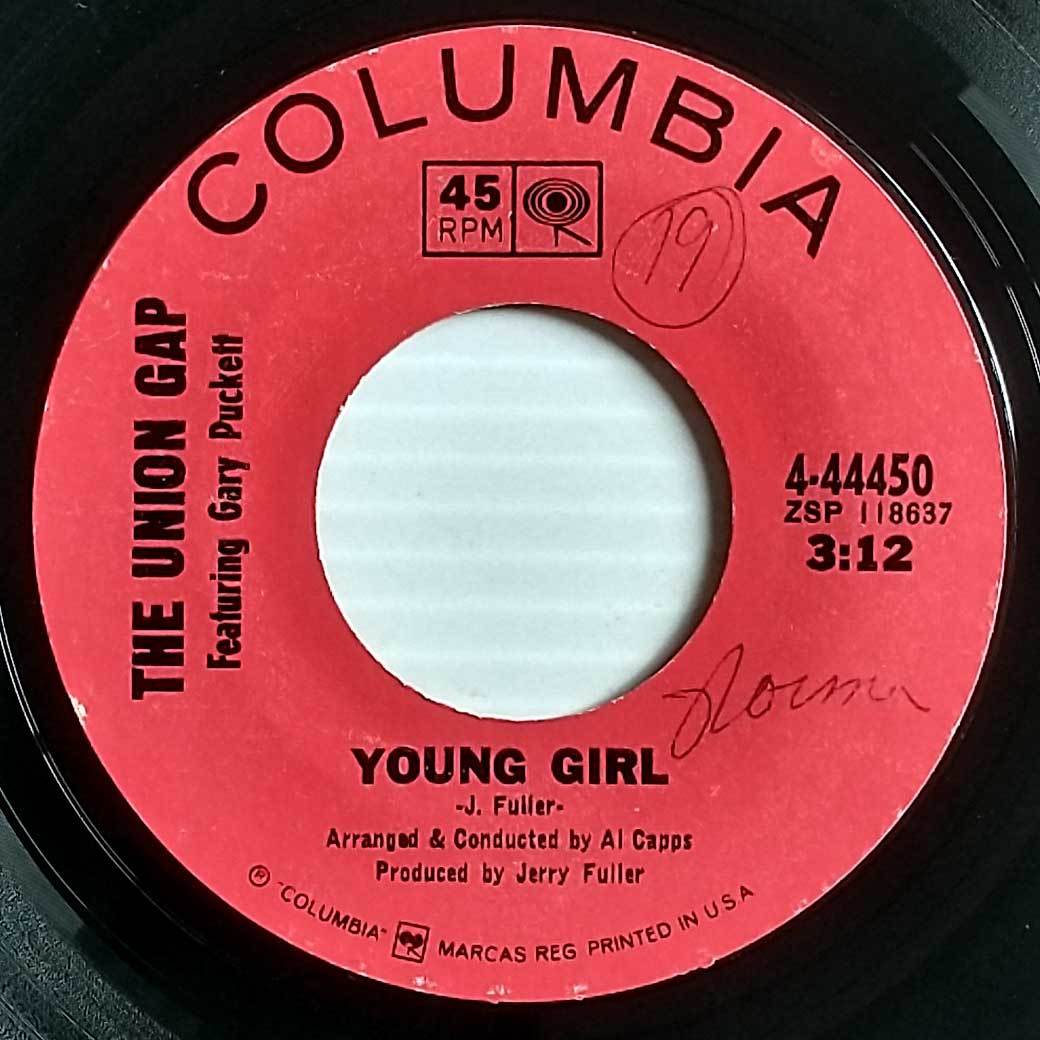 COLUMBIA
45
RPM
19
THE UNION GAP
Featuring Gary Puckett
4-44450
ZSP 118637
3:12
Norma
YOUNG GIRL
-J. Fuller-
Arranged & Conducted by Al Capps
Produced by Jerry Fuller
® "COLUMBIA" MARCAS REG PRINTED IN U S A